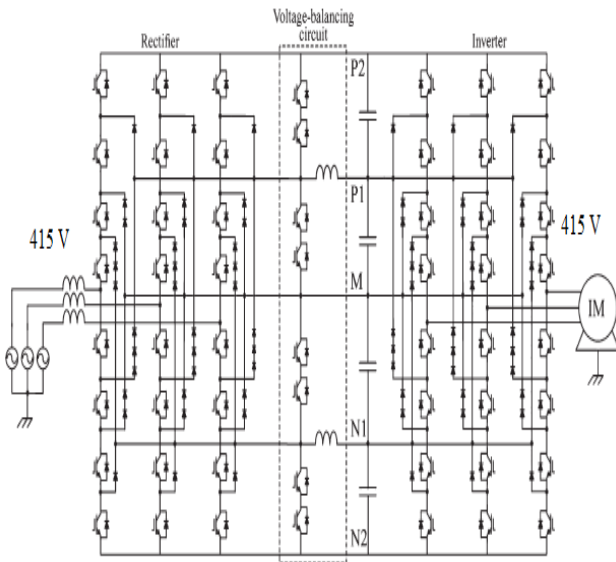 Voltage-balancing
circuit
Rectifier
Inverter
P2
P1
415 V
415 V
M
IM
N1
N2